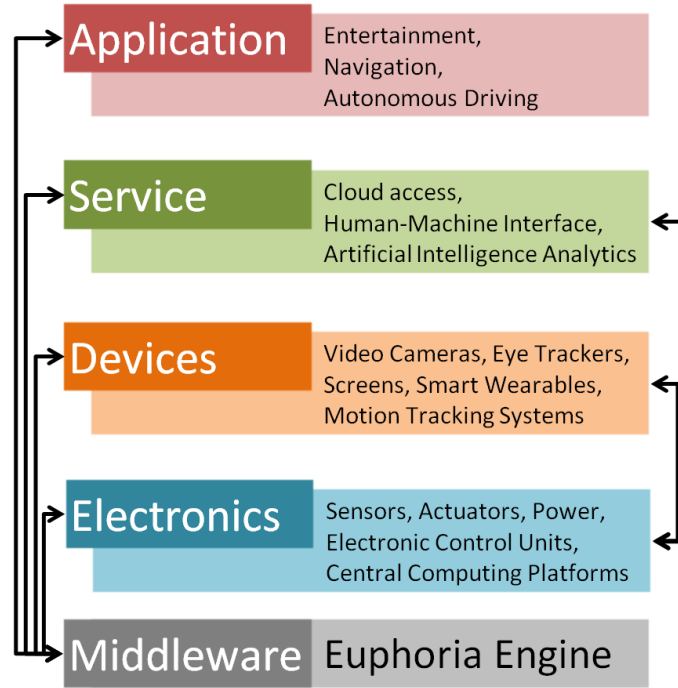 Application
Entertainment,
Navigation,
Autonomous Driving
Service
Cloud access,
Human-Machine Interface,
Artificial Intelligence Analytics
Devices
Video Cameras, Eye Trackers,
Screens, Smart Wearables,
Motion Tracking Systems
Electronics
Sensors, Actuators, Power,
Electronic Control Units,
Central Computing Platforms
Middleware
Euphoria Engine